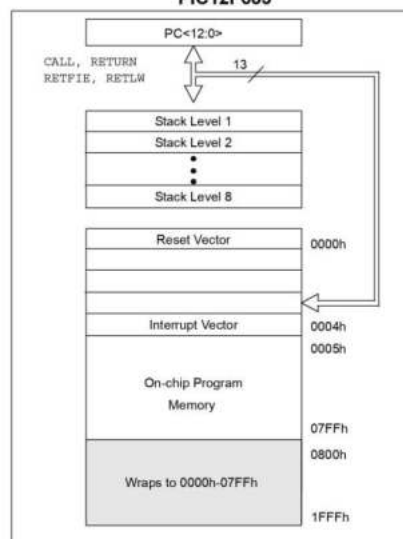 PC<12:0>
CALL, RETURN
RETFIE, RETLW
13
Stack Level 1
Stack Level 2
Stack Level 8
Reset Vector
0000h
Interrupt Vector
0004h
0005h
On-chip Program
Memory
07FFh
0800h
Wraps to 0000h-07FFh
1FFFh